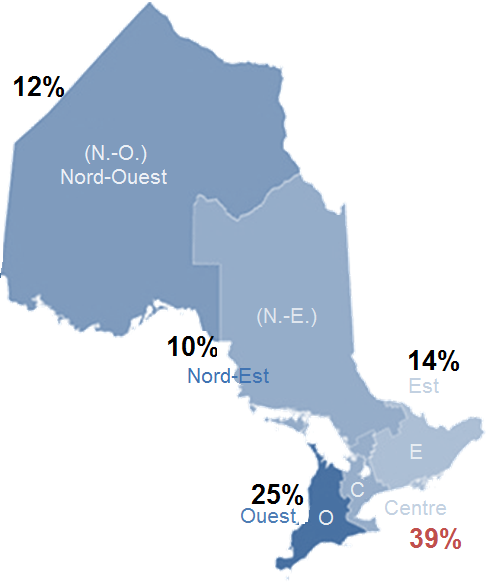 12%
(N.-O.)
Nord-Ouest
(N.-E.)
10%
Nord-Est
14%
Est
E
25%
Ouest
O
C
Centre
39%